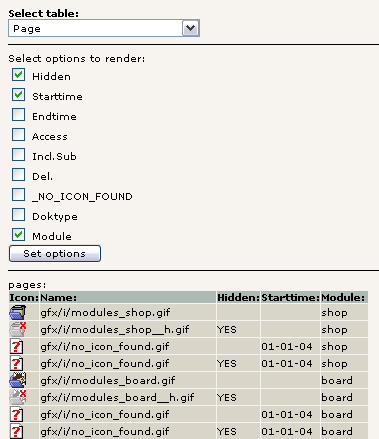 Select table:
Page
Select options to render:
Hidden
Starttime
Endtime
Access
Incl.Sub
Del.
_NO_ICON_FOUND
Doktype
Module
Set options
pages:
Icon: Name: Hidden: Starttime: Module:
gfx/i/modules_shop.gif shop
gfx/i/modules_shop__h.gif YES shop
? gfx/i/no_icon_found.gif 01-01-04 shop
? gfx/i/no_icon_found.gif YES 01-01-04 shop
gfx/i/modules_board.gif board
gfx/i/modules_board__h.gif YES board
? gfx/i/no_icon_found.gif 01-01-04 board
? gfx/i/no_icon_found.gif YES 01-01-04 board